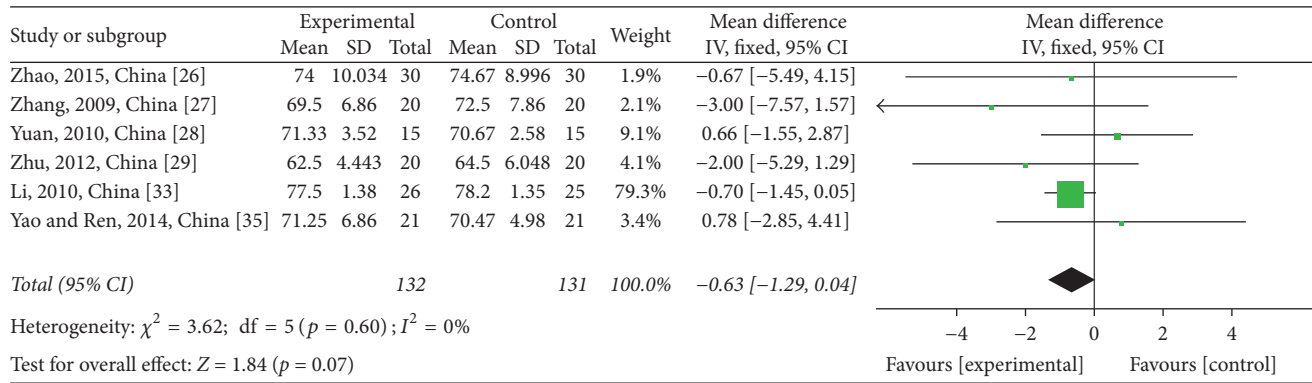 Study or subgroup Experimental Control Weight Mean difference Mean difference
Mean SD Total Mean SD Total IV, fixed, 95% CI IV, fixed, 95% CI
Zhao, 2015, China [26] 74 10.034 30 74.67 8.996 30 1.9% −0.67 [−5.49, 4.15]
Zhang, 2009, China [27] 69.5 6.86 20 72.5 7.86 20 2.1% −3.00 [−7.57, 1.57]
Yuan, 2010, China [28] 71.33 3.52 15 70.67 2.58 15 9.1% 0.66 [−1.55, 2.87]
Zhu, 2012, China [29] 62.5 4.443 20 64.5 6.048 20 4.1% −2.00 [−5.29, 1.29]
Li, 2010, China [33] 77.5 1.38 26 78.2 1.35 25 79.3% −0.70 [−1.45, 0.05]
Yao and Ren, 2014, China [35] 71.25 6.86 21 70.47 4.98 21 3.4% 0.78 [−2.85, 4.41]
Total (95% CI) 132 131 100.0% −0.63 [−1.29, 0.04]
Heterogeneity: χ² = 3.62; df = 5 (p = 0.60); I² = 0%
Test for overall effect: Z = 1.84 (p = 0.07)
−4 −2 0 2 4
Favours [experimental] Favours [control]